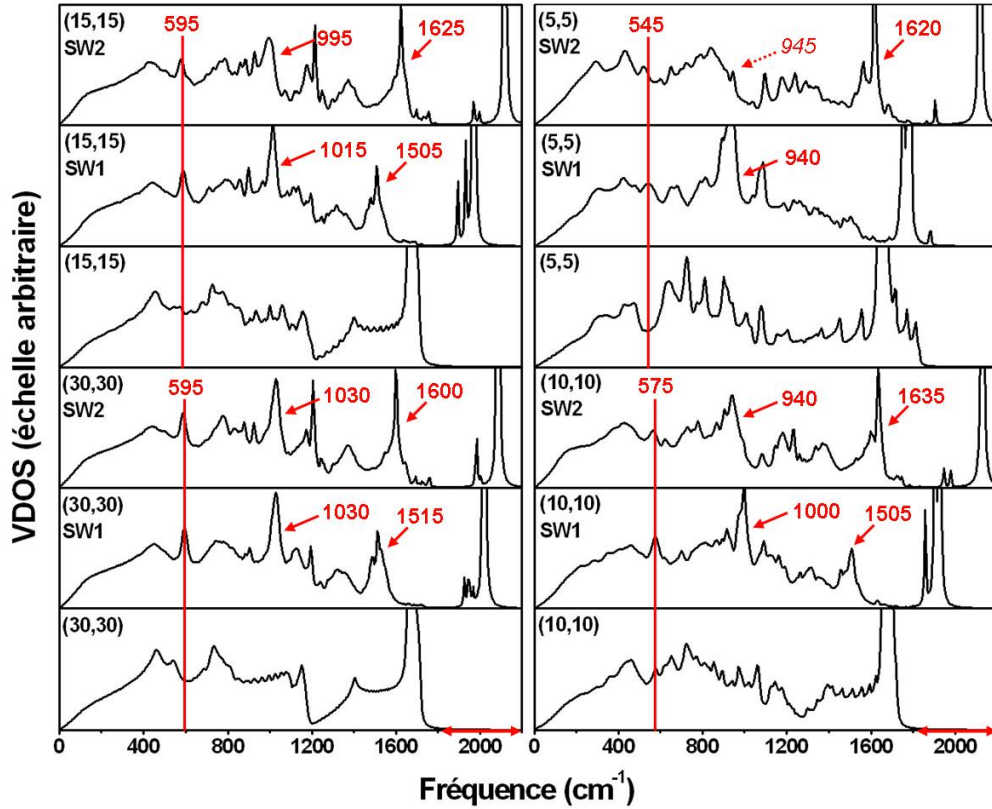 VDOS (échelle arbitraire)
(15,15)
SW2
595
995
1625
(15,15)
SW1
1015
1505
(15,15)
(30,30)
SW2
595
1030
1600
(30,30)
SW1
1030
1515
(30,30)
0 400 800 1200 1600 2000
(5,5)
SW2
545
945
1620
(5,5)
SW1
940
(5,5)
(10,10)
SW2
575
940
1635
(10,10)
SW1
1000
1505
(10,10)
0 400 800 1200 1600 2000
Fréquence (cm⁻¹)